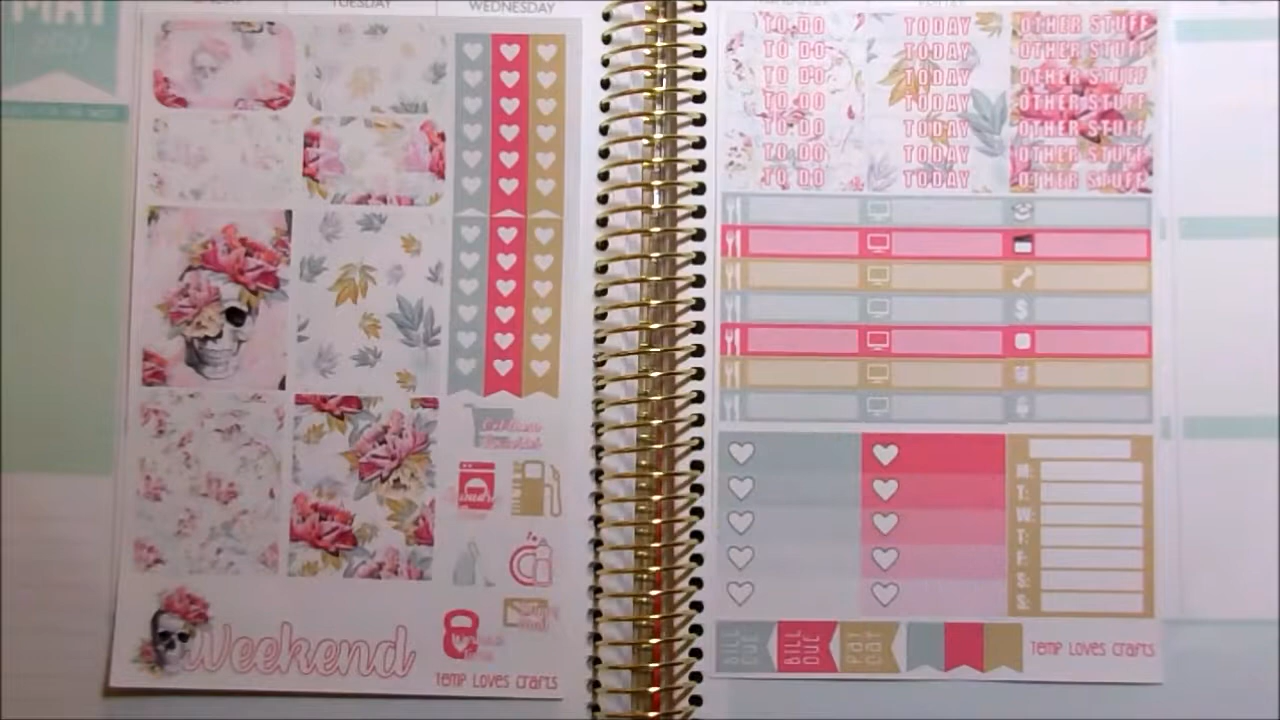 MAY
TUESDAY
WEDNESDAY
TO DO TODAY OTHER STUFF
TO DO TODAY OTHER STUFF
TO DO TODAY OTHER STUFF
TO DO TODAY OTHER STUFF
TO DO TODAY OTHER STUFF
TO DO TODAY OTHER STUFF
TO DO TODAY OTHER STUFF
$
M:
T:
W:
T:
F:
S:
S:
Weekend
TEMP LOVES CRAFTS
BILL DUE
BILL DUE
PAY DAY
TEMP LOVES CRAFTS